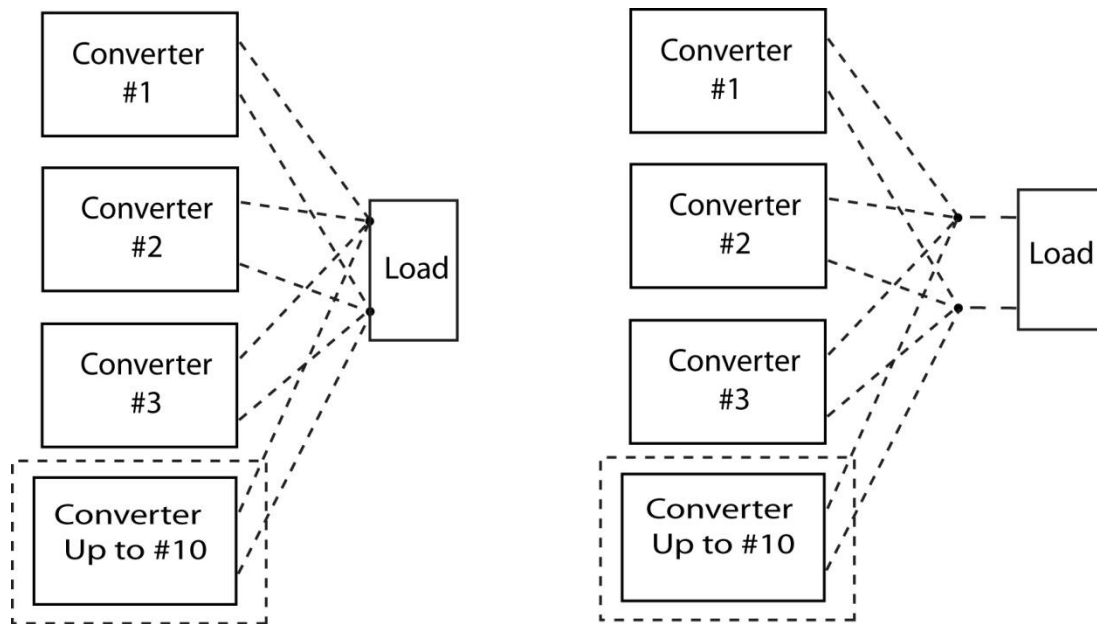 Converter
#1
Converter
#2
Load
Converter
#3
Converter
Up to #10
Converter
#1
Converter
#2
Load
Converter
#3
Converter
Up to #10